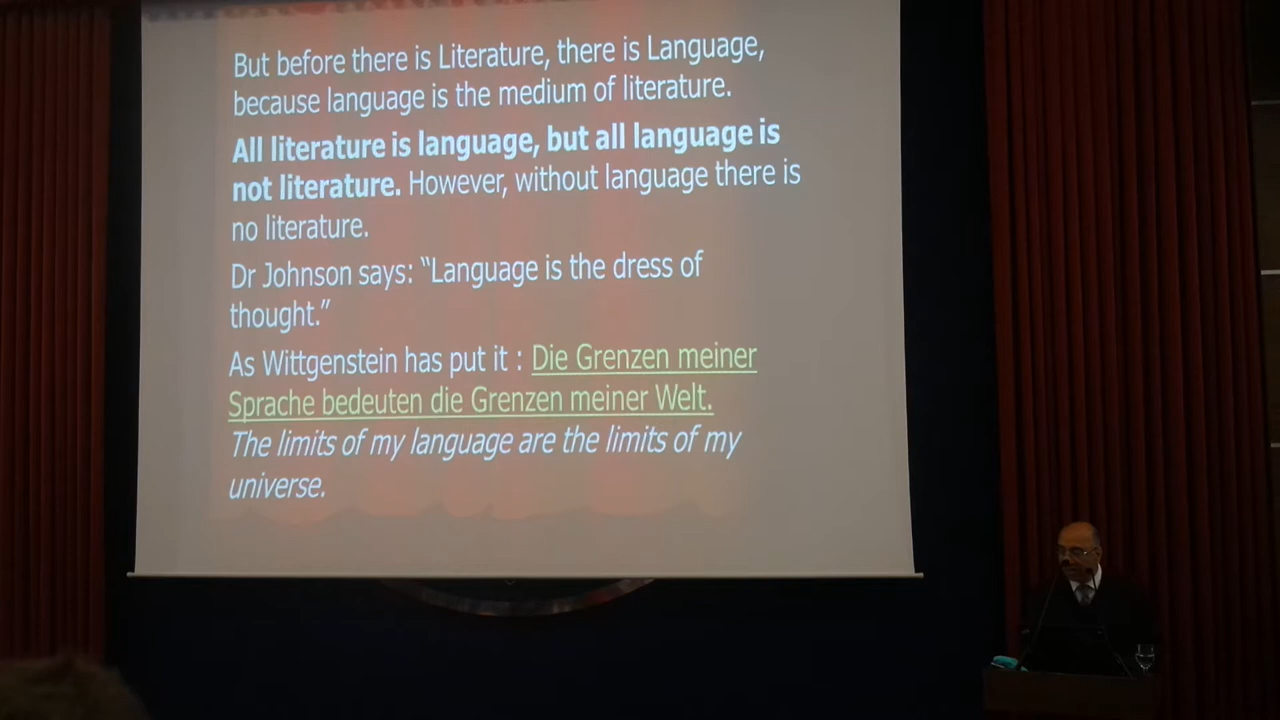 But before there is Literature, there is Language,
because language is the medium of literature.
All literature is language, but all language is
not literature. However, without language there is
no literature.
Dr Johnson says: “Language is the dress of
thought.”
As Wittgenstein has put it : Die Grenzen meiner
Sprache bedeuten die Grenzen meiner Welt.
The limits of my language are the limits of my
universe.